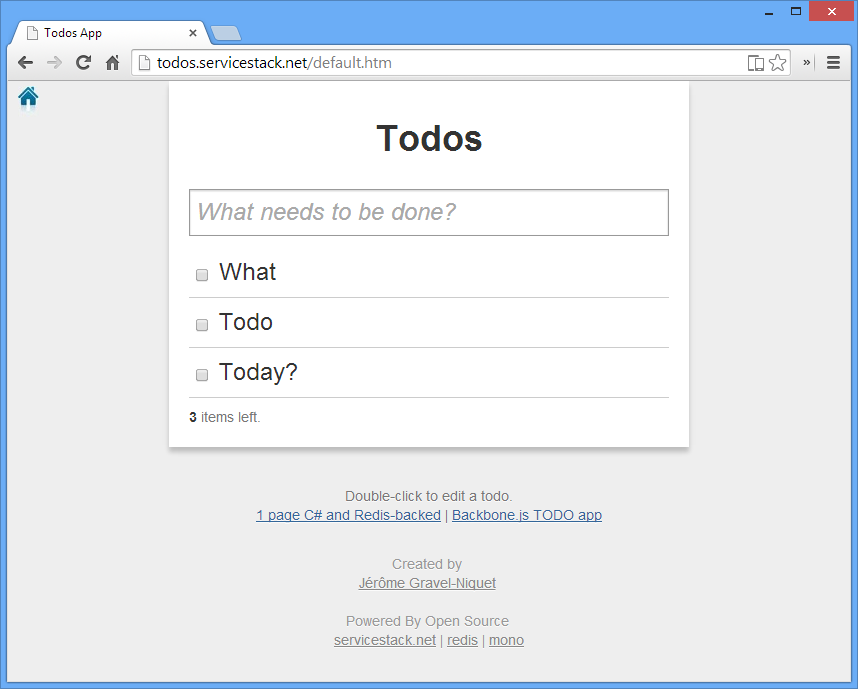 Todos App
todos.servicestack.net/default.htm
Todos
What needs to be done?
What
Todo
Today?
3 items left.
Double-click to edit a todo.
1 page C# and Redis-backed | Backbone.js TODO app
Created by
Jérôme Gravel-Niquet
Powered By Open Source
servicestack.net | redis | mono